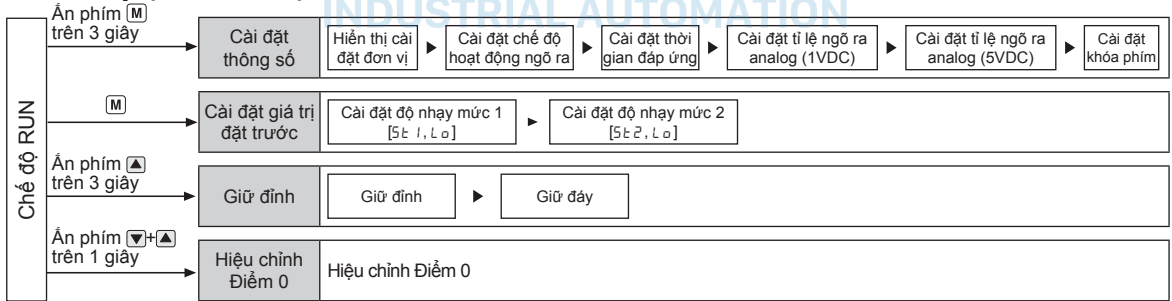 INDUSTRIAL AUTOMATION
Chế độ RUN
Ấn phím M
trên 3 giây
Cài đặt
thông số
Hiển thị cài
đặt đơn vị
Cài đặt chế độ
hoạt động ngõ ra
Cài đặt thời
gian đáp ứng
Cài đặt tỉ lệ ngõ ra
analog (1VDC)
Cài đặt tỉ lệ ngõ ra
analog (5VDC)
Cài đặt
khóa phím
M
Cài đặt giá trị
đặt trước
Cài đặt độ nhạy mức 1
[St1, Lo]
Cài đặt độ nhạy mức 2
[St2, Lo]
Ấn phím ▲
trên 3 giây
Giữ đỉnh
Giữ đỉnh
Giữ đáy
Ấn phím ▼+▲
trên 1 giây
Hiệu chỉnh
Điểm 0
Hiệu chỉnh Điểm 0